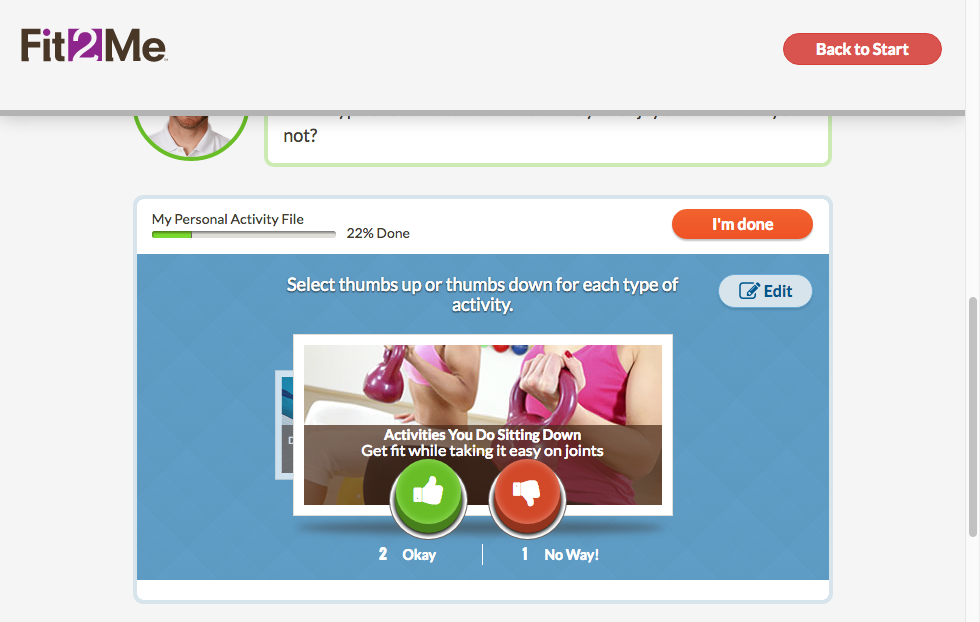 Fit2Me
Back to Start
not?
My Personal Activity File
22% Done
I'm done
Select thumbs up or thumbs down for each type of
activity.
Edit
Activities You Do Sitting Down
Get fit while taking it easy on joints
2 Okay
1 No Way!